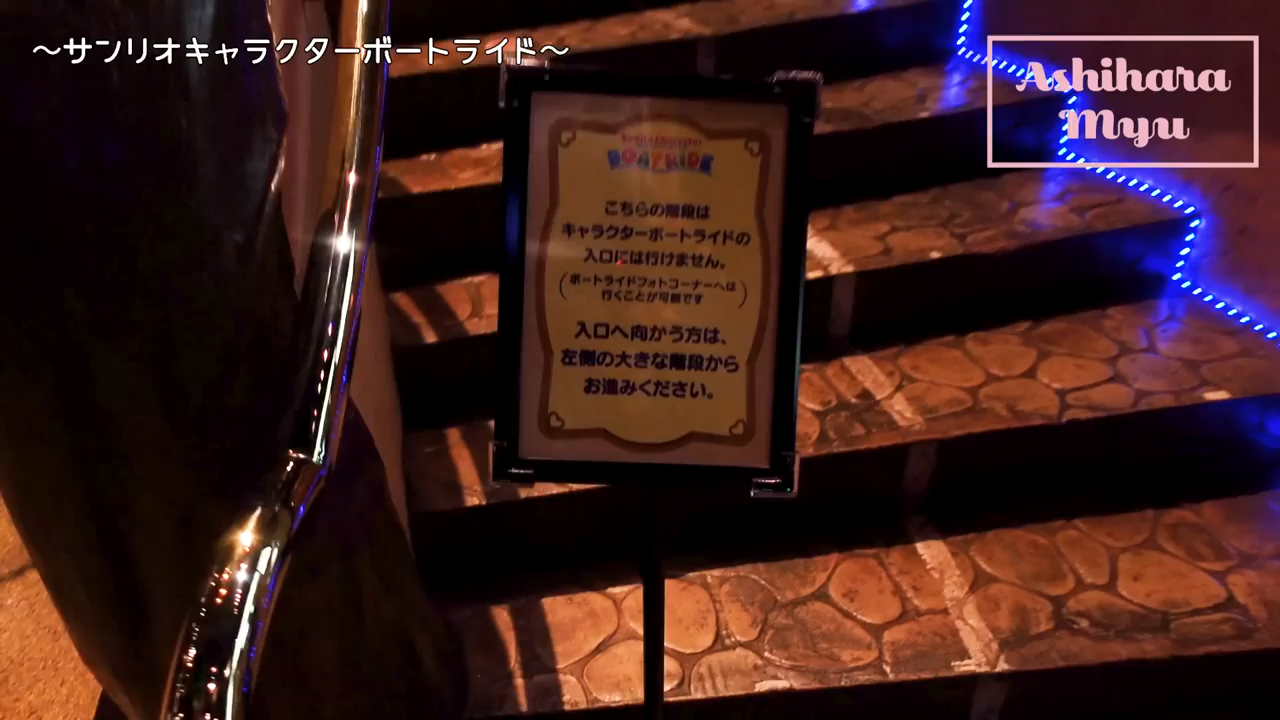 ～サンリオキャラクターボートライド～
Ashihara
Myu
BOATRIDE
こちらの階段は
キャラクターボートライドの
入口には行けません。
(ボートライドフォトコーナーへは
行くことが可能です)
入口へ向かう方は、
左側の大きな階段から
お進みください。